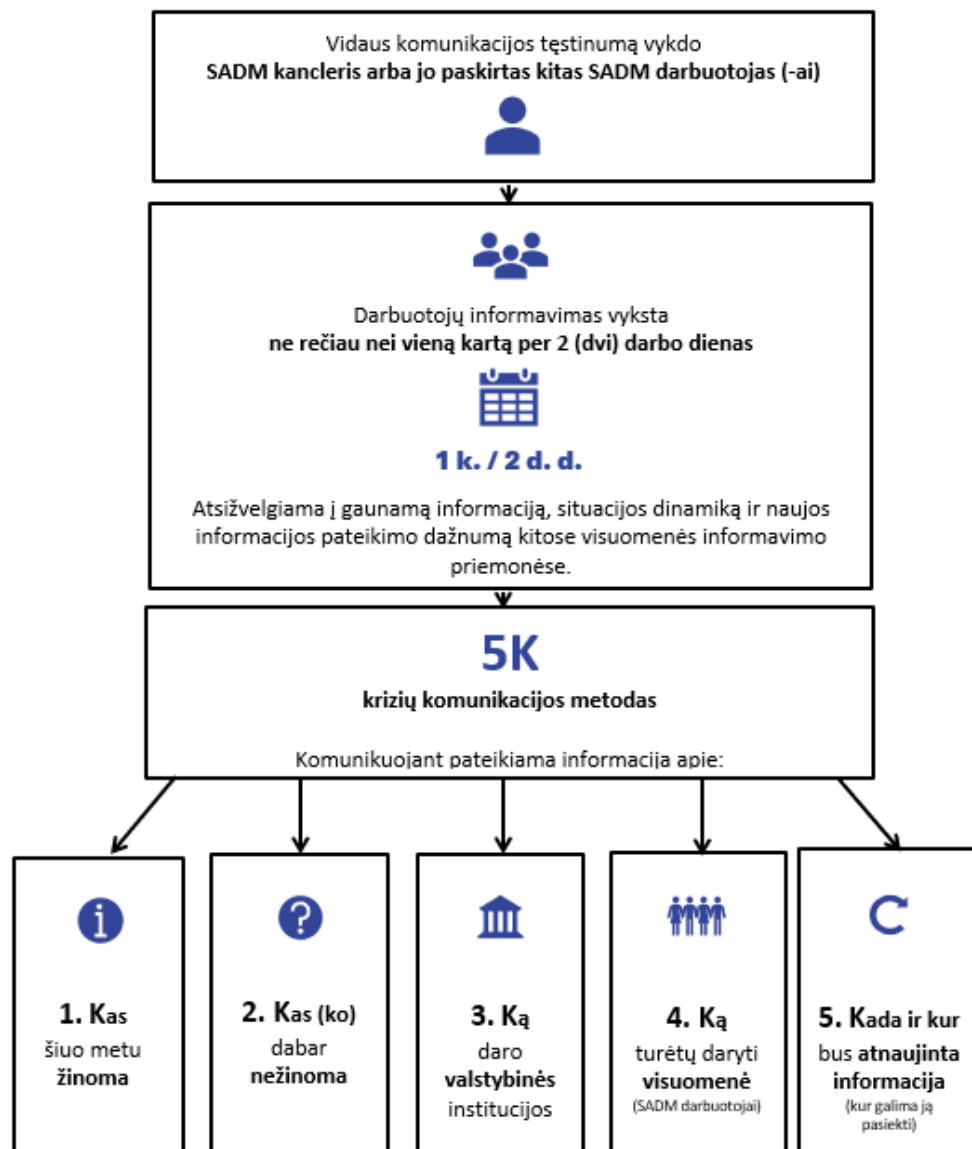 Vidaus komunikacijos tęstinumą vykdo
SADM kancleris arba jo paskirtas kitas SADM darbuotojas (-ai)
Darbuotojų informavimas vyksta
ne rečiau nei vieną kartą per 2 (dvi) darbo dienas
1 k. / 2 d. d.
Atsižvelgiama į gaunamą informaciją, situacijos dinamiką ir naujos
informacijos pateikimo dažnumą kitose visuomenės informavimo
priemonėse.
5K
krizių komunikacijos metodas
Komunikuojant pateikiama informacija apie:
1. Kas
šiuo metu
žinoma
2. Kas (ko)
dabar
nežinoma
3. Ką
daro
valstybinės
institucijos
4. Ką
turėtų daryti
visuomenė
(SADM darbuotojai)
5. Kada ir kur
bus atnaujinta
informacija
(kur galima ją
pasiekti)